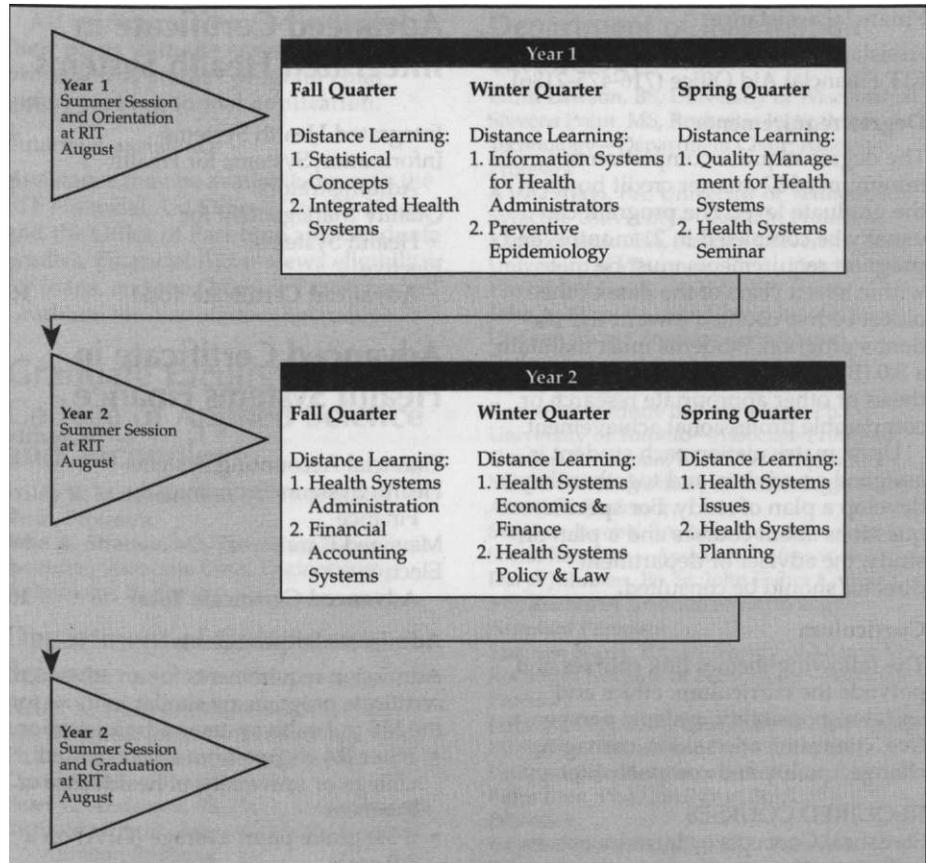 Year 1
Year 1
Summer Session
and Orientation
at RIT
August
Fall Quarter
Distance Learning:
1. Statistical
Concepts
2. Integrated Health
Systems
Winter Quarter
Distance Learning:
1. Information Systems
for Health
Administrators
2. Preventive
Epidemiology
Spring Quarter
Distance Learning:
1. Quality Manage-
ment for Health
Systems
2. Health Systems
Seminar
Year 2
Year 2
Summer Session
at RIT
August
Fall Quarter
Distance Learning:
1. Health Systems
Administration
2. Financial
Accounting
Systems
Winter Quarter
Distance Learning:
1. Health Systems
Economics &
Finance
2. Health Systems
Policy & Law
Spring Quarter
Distance Learning:
1. Health Systems
Issues
2. Health Systems
Planning
Year 2
Summer Session
and Graduation
at RIT
August